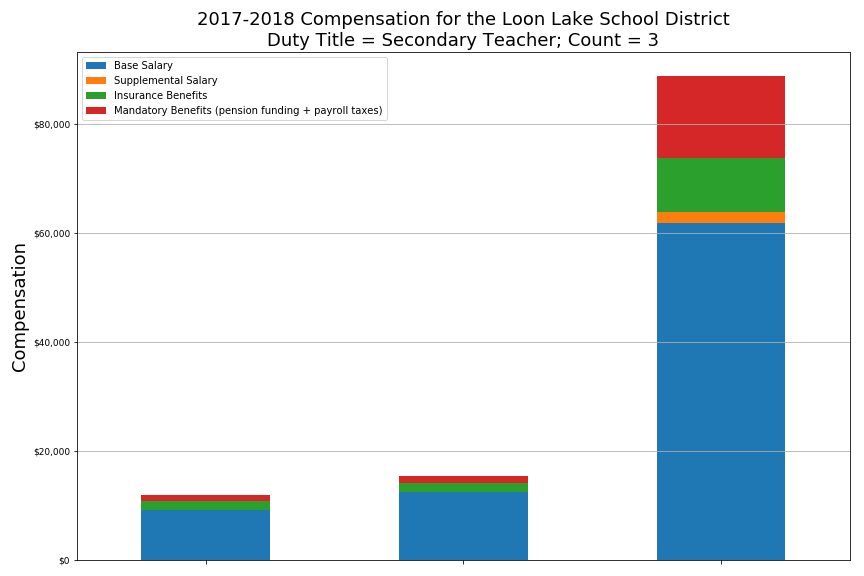 2017-2018 Compensation for the Loon Lake School District
Duty Title = Secondary Teacher; Count = 3
Base Salary
Supplemental Salary
Insurance Benefits
Mandatory Benefits (pension funding + payroll taxes)
Compensation
$80,000
$60,000
$40,000
$20,000
$0